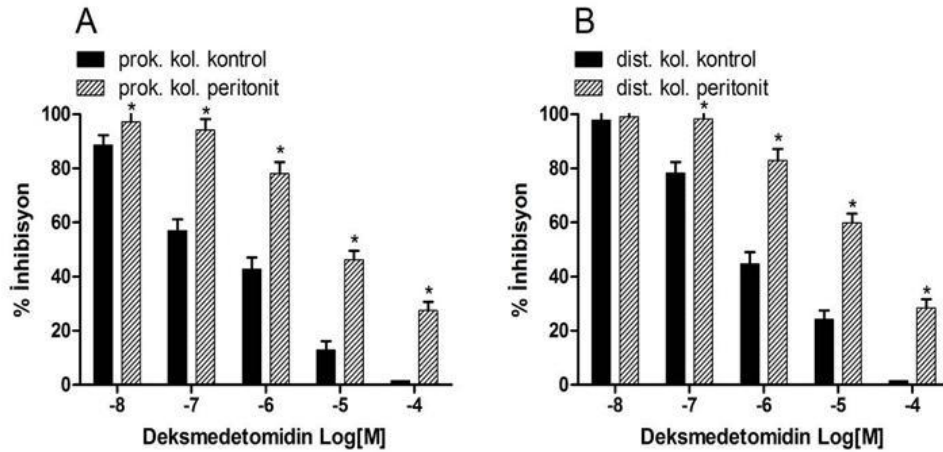 A
prok. kol. kontrol
prok. kol. peritonit
% İnhibisyon
100
80
60
40
20
0
* * * * *
-8 -7 -6 -5 -4
Deksmedetomidin Log[M]
B
dist. kol. kontrol
dist. kol. peritonit
% İnhibisyon
100
80
60
40
20
0
* * * *
-8 -7 -6 -5 -4
Deksmedetomidin Log[M]